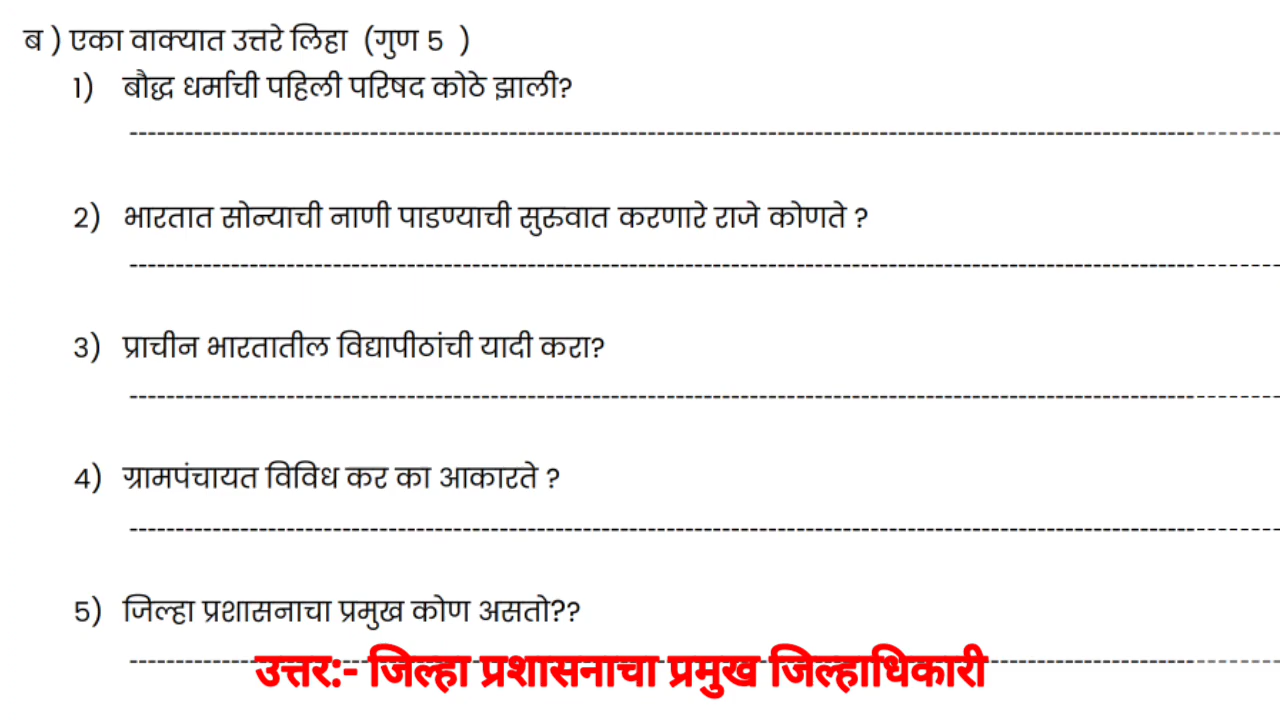 ब ) एका वाक्यात उत्तरे लिहा (गुण 5 )
1) बौद्ध धर्माची पहिली परिषद कोठे झाली?
2) भारतात सोन्याची नाणी पाडण्याची सुरुवात करणारे राजे कोणते ?
3) प्राचीन भारतातील विद्यापीठांची यादी करा?
4) ग्रामपंचायत विविध कर का आकारते ?
5) जिल्हा प्रशासनाचा प्रमुख कोण असतो??
उत्तर:- जिल्हा प्रशासनाचा प्रमुख जिल्हाधिकारी